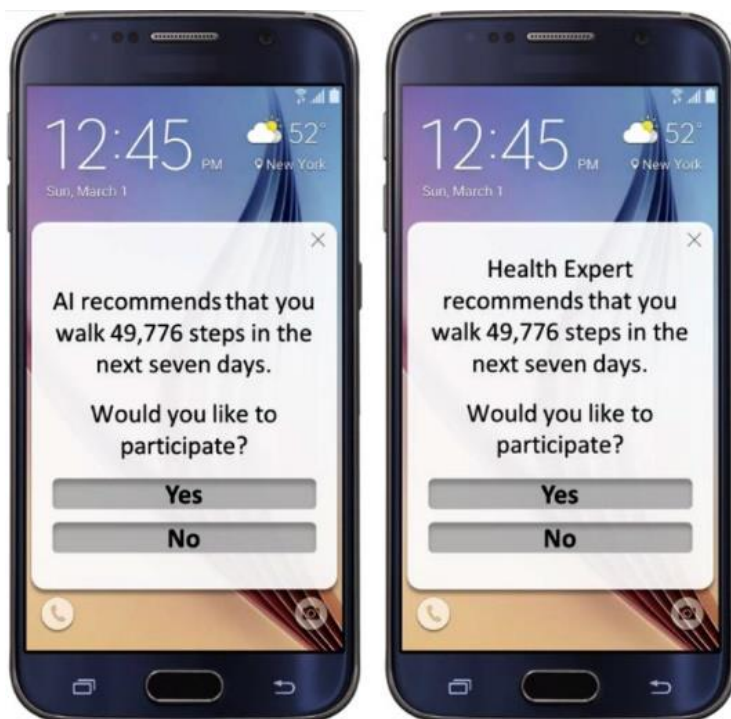 12:45 PM
52°
New York
Sun, March 1
AI recommends that you
walk 49,776 steps in the
next seven days.
Would you like to
participate?
Yes
No
12:45 PM
52°
New York
Sun, March 1
Health Expert
recommends that you
walk 49,776 steps in the
next seven days.
Would you like to
participate?
Yes
No